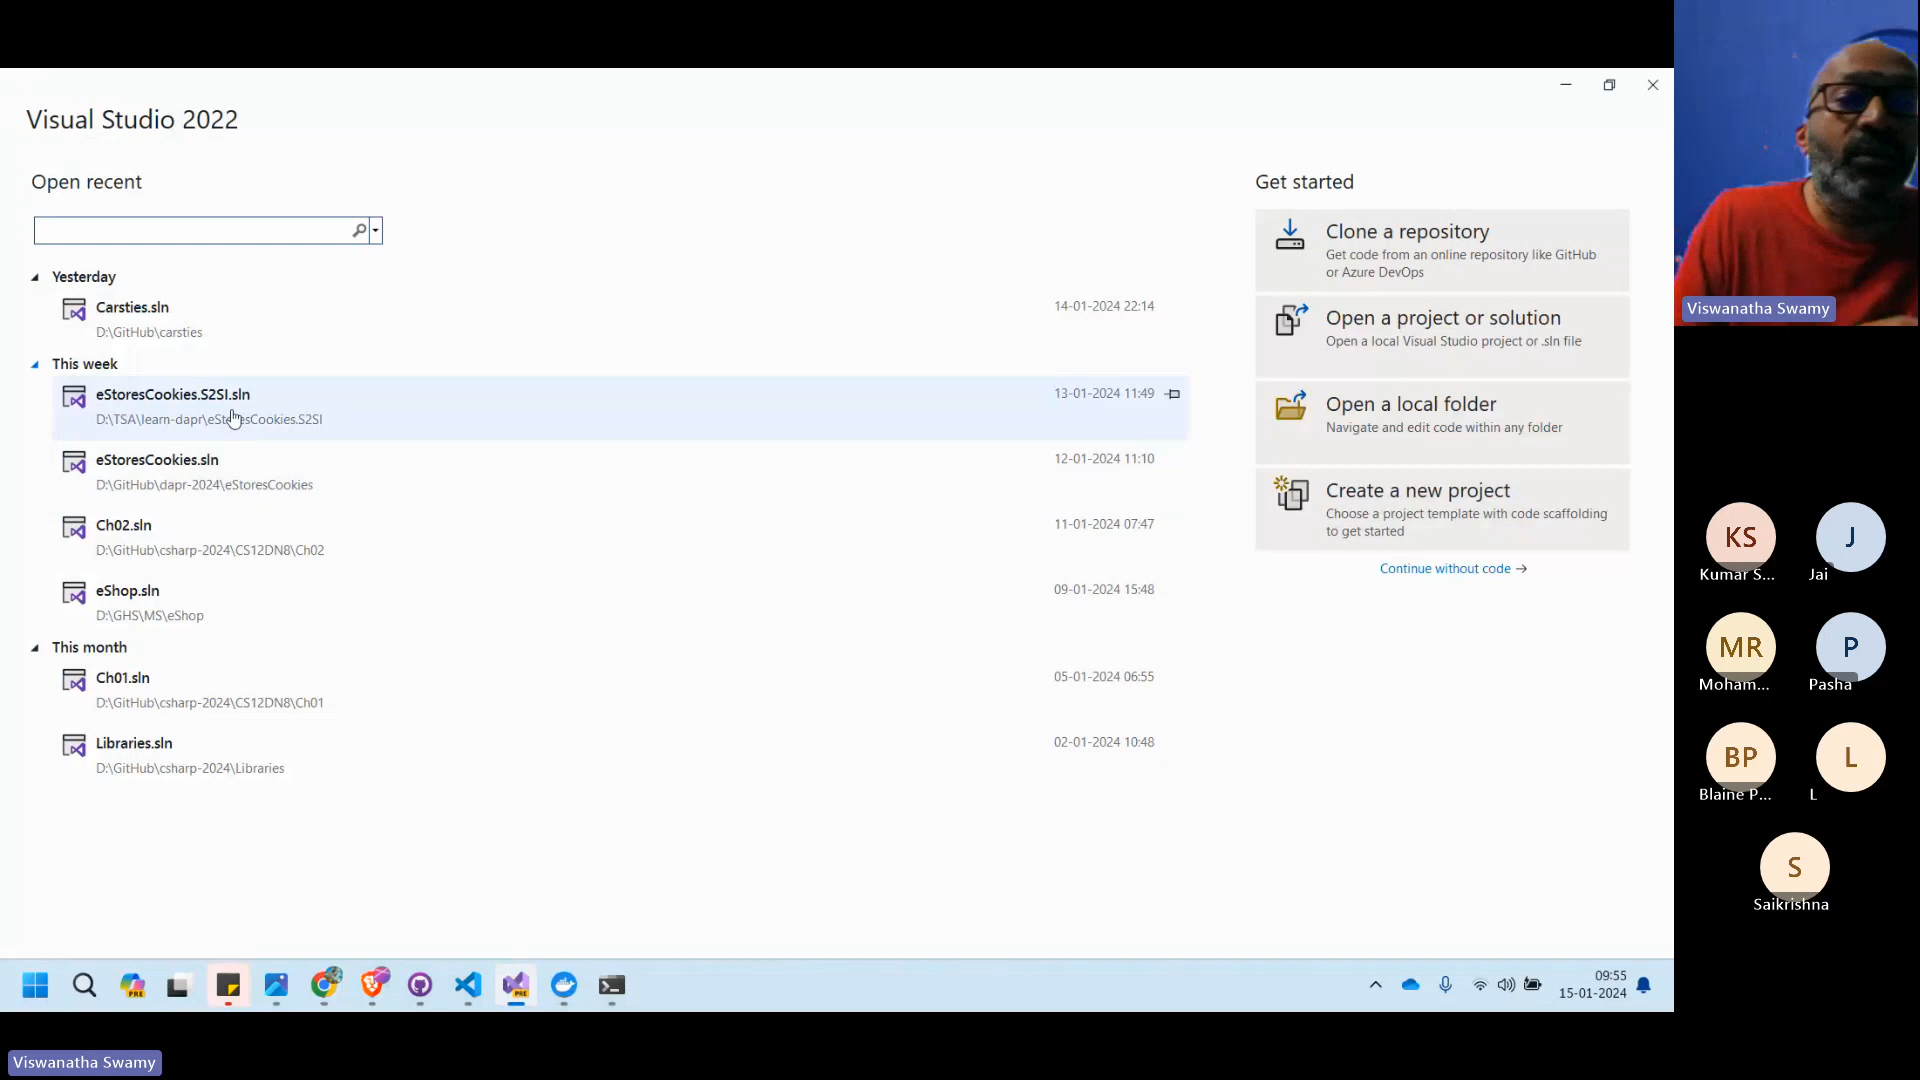 Visual Studio 2022
Open recent
Yesterday
Carsties.sln
14-01-2024 22:14
D:\GitHub\carsties
This week
eStoresCookies.S2SI.sln
13-01-2024 11:49
D:\TSA\learn-dapr\eStoresCookies.S2SI
eStoresCookies.sln
12-01-2024 11:10
D:\GitHub\dapr-2024\eStoresCookies
Ch02.sln
11-01-2024 07:47
D:\GitHub\csharp-2024\CS12DN8\Ch02
eShop.sln
09-01-2024 15:48
D:\GHS\MS\eShop
This month
Ch01.sln
05-01-2024 06:55
D:\GitHub\csharp-2024\CS12DN8\Ch01
Libraries.sln
02-01-2024 10:48
D:\GitHub\csharp-2024\Libraries
Get started
Clone a repository
Get code from an online repository like GitHub
or Azure DevOps
Open a project or solution
Open a local Visual Studio project or .sln file
Open a local folder
Navigate and edit code within any folder
Create a new project
Choose a project template with code scaffolding
to get started
Continue without code →
Viswanatha Swamy
KS
Kumar S...
J
Jai
MR
Moham...
P
Pasha
BP
Blaine P...
L
L
S
Saikrishna
PRE
PRE
09:55
15-01-2024
Viswanatha Swamy